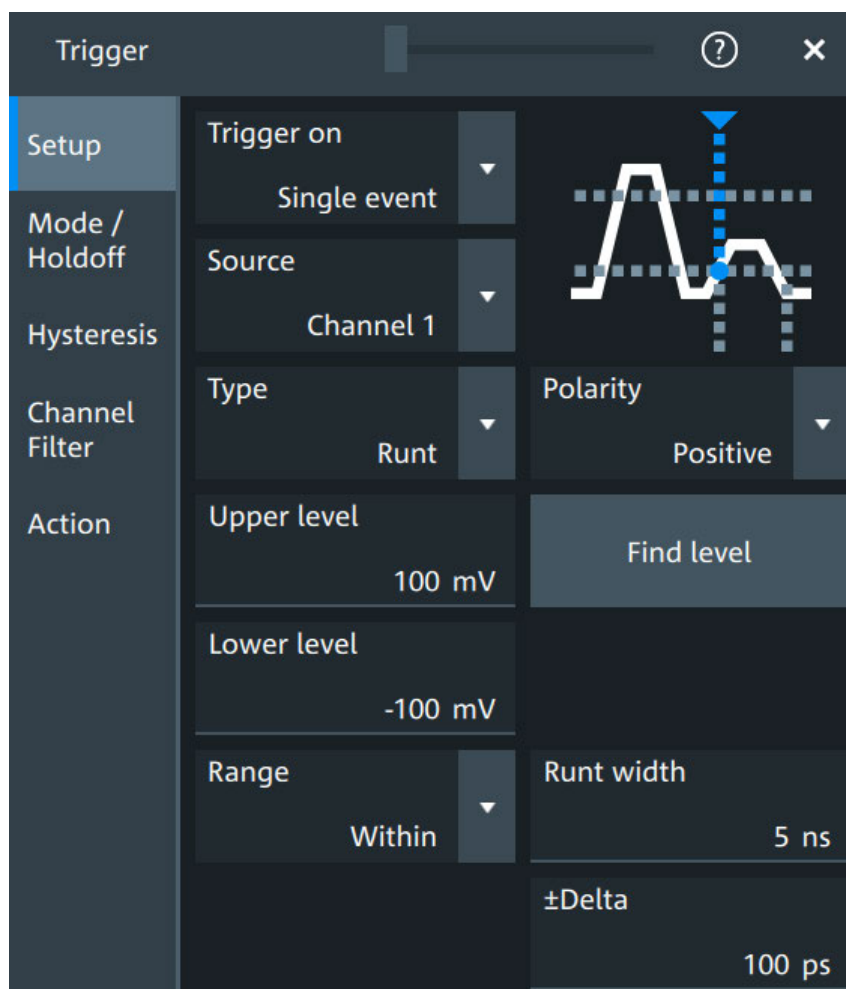 Trigger
?
Setup
Mode /
Holdoff
Hysteresis
Channel
Filter
Action
Trigger on
Single event
Source
Channel 1
Type
Runt
Polarity
Positive
Upper level
100 mV
Find level
Lower level
-100 mV
Range
Within
Runt width
5 ns
±Delta
100 ps